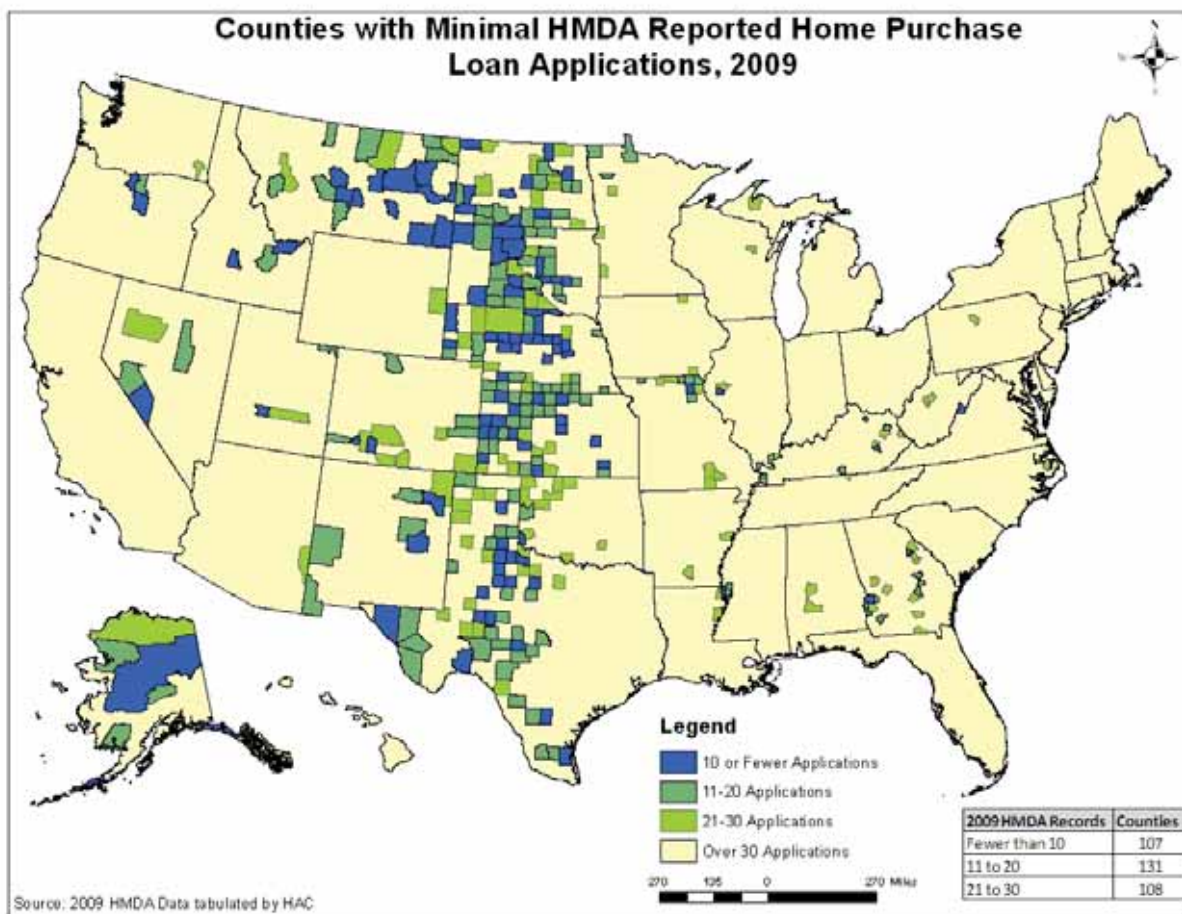 Counties with Minimal HMDA Reported Home Purchase
Loan Applications, 2009
Legend
10 or Fewer Applications
11-20 Applications
21-30 Applications
Over 30 Applications
270 135 0 270 Miles
2009 HMDA Records Counties
Fewer than 10 107
11 to 20 131
21 to 30 108
Source: 2009 HMDA Data tabulated by HAC